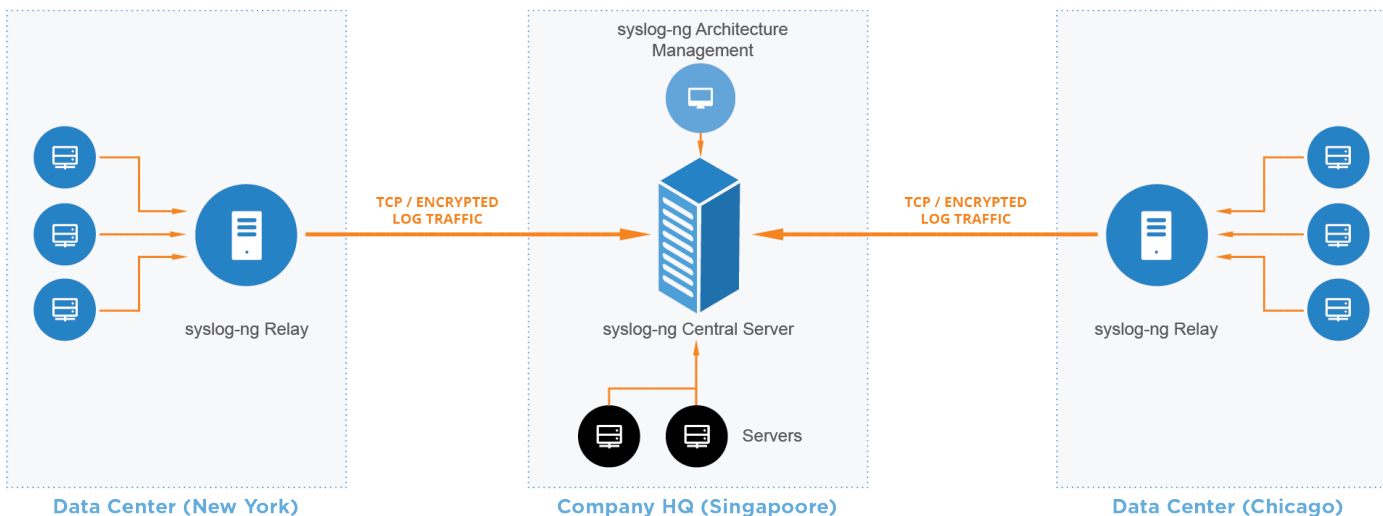 syslog-ng Architecture
Management
TCP / ENCRYPTED
LOG TRAFFIC
TCP / ENCRYPTED
LOG TRAFFIC
syslog-ng Relay
syslog-ng Central Server
syslog-ng Relay
Servers
Data Center (New York)
Company HQ (Singapoore)
Data Center (Chicago)